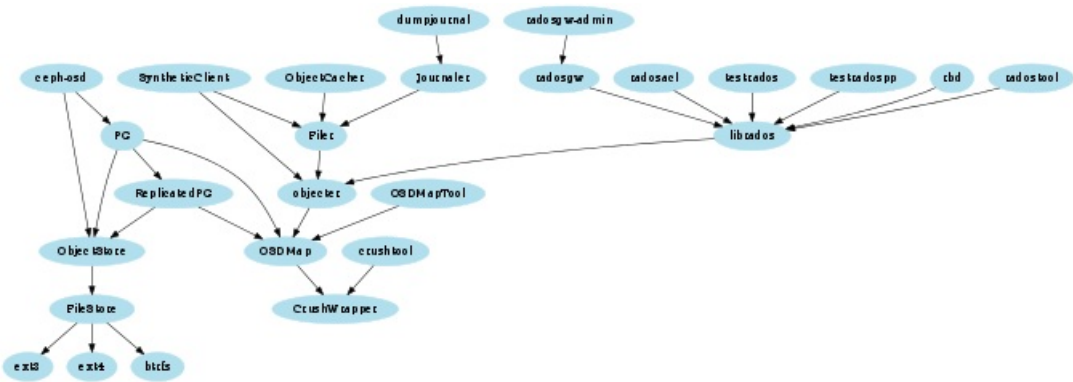 dumpjournal radosgw-admin
ceph-osd SyntheticClient ObjectCacher Journaler radosgw radosacl testrados testradospp rbd radostool
PG Filer librados
ReplicatedPG objecter OSDMapTool
ObjectStore OSDMap crushtool
FileStore CrushWrapper
ext3 ext4 btrfs